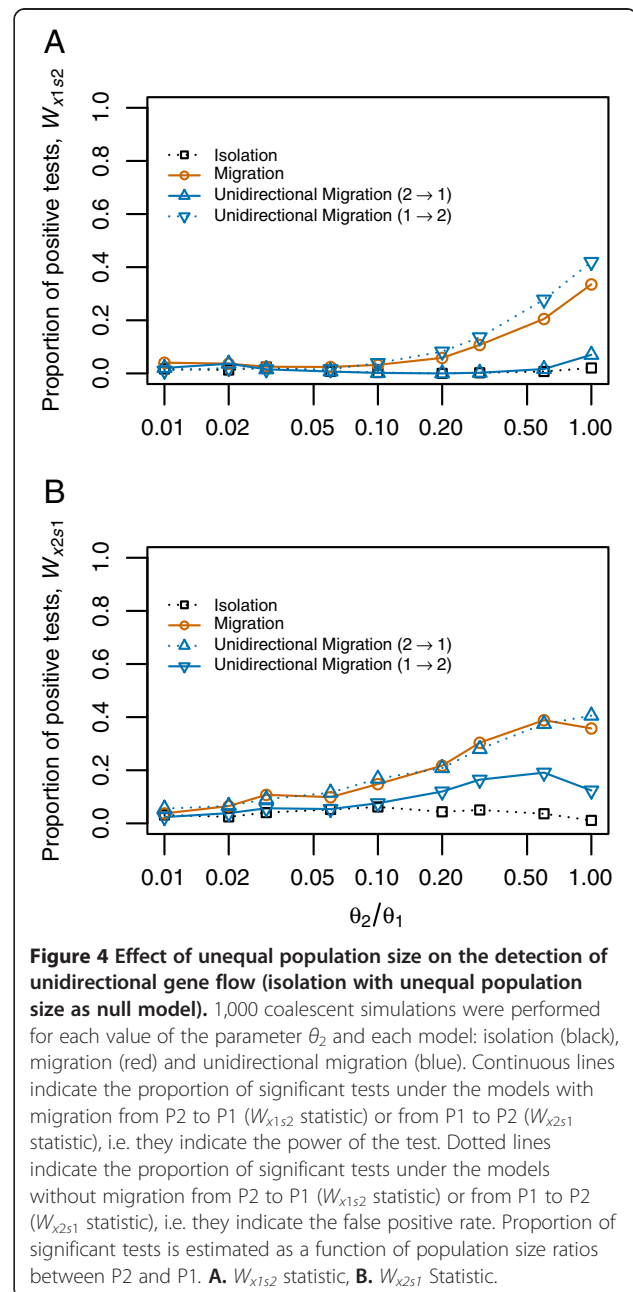 A
Proportion of positive tests, Wx1s2
1.0
0.8
0.6
0.4
0.2
0.0
Isolation
Migration
Unidirectional Migration (2 → 1)
Unidirectional Migration (1 → 2)
0.01 0.02 0.05 0.10 0.20 0.50 1.00
B
Proportion of positive tests, Wx2s1
1.0
0.8
0.6
0.4
0.2
0.0
Isolation
Migration
Unidirectional Migration (2 → 1)
Unidirectional Migration (1 → 2)
0.01 0.02 0.05 0.10 0.20 0.50 1.00
θ2/θ1
Figure 4 Effect of unequal population size on the detection of
unidirectional gene flow (isolation with unequal population
size as null model). 1,000 coalescent simulations were performed
for each value of the parameter θ2 and each model: isolation (black),
migration (red) and unidirectional migration (blue). Continuous lines
indicate the proportion of significant tests under the models with
migration from P2 to P1 (Wx1s2 statistic) or from P1 to P2 (Wx2s1
statistic), i.e. they indicate the power of the test. Dotted lines
indicate the proportion of significant tests under the models
without migration from P2 to P1 (Wx1s2 statistic) or from P1 to P2
(Wx2s1 statistic), i.e. they indicate the false positive rate. Proportion of
significant tests is estimated as a function of population size ratios
between P2 and P1. A. Wx1s2 statistic, B. Wx2s1 Statistic.